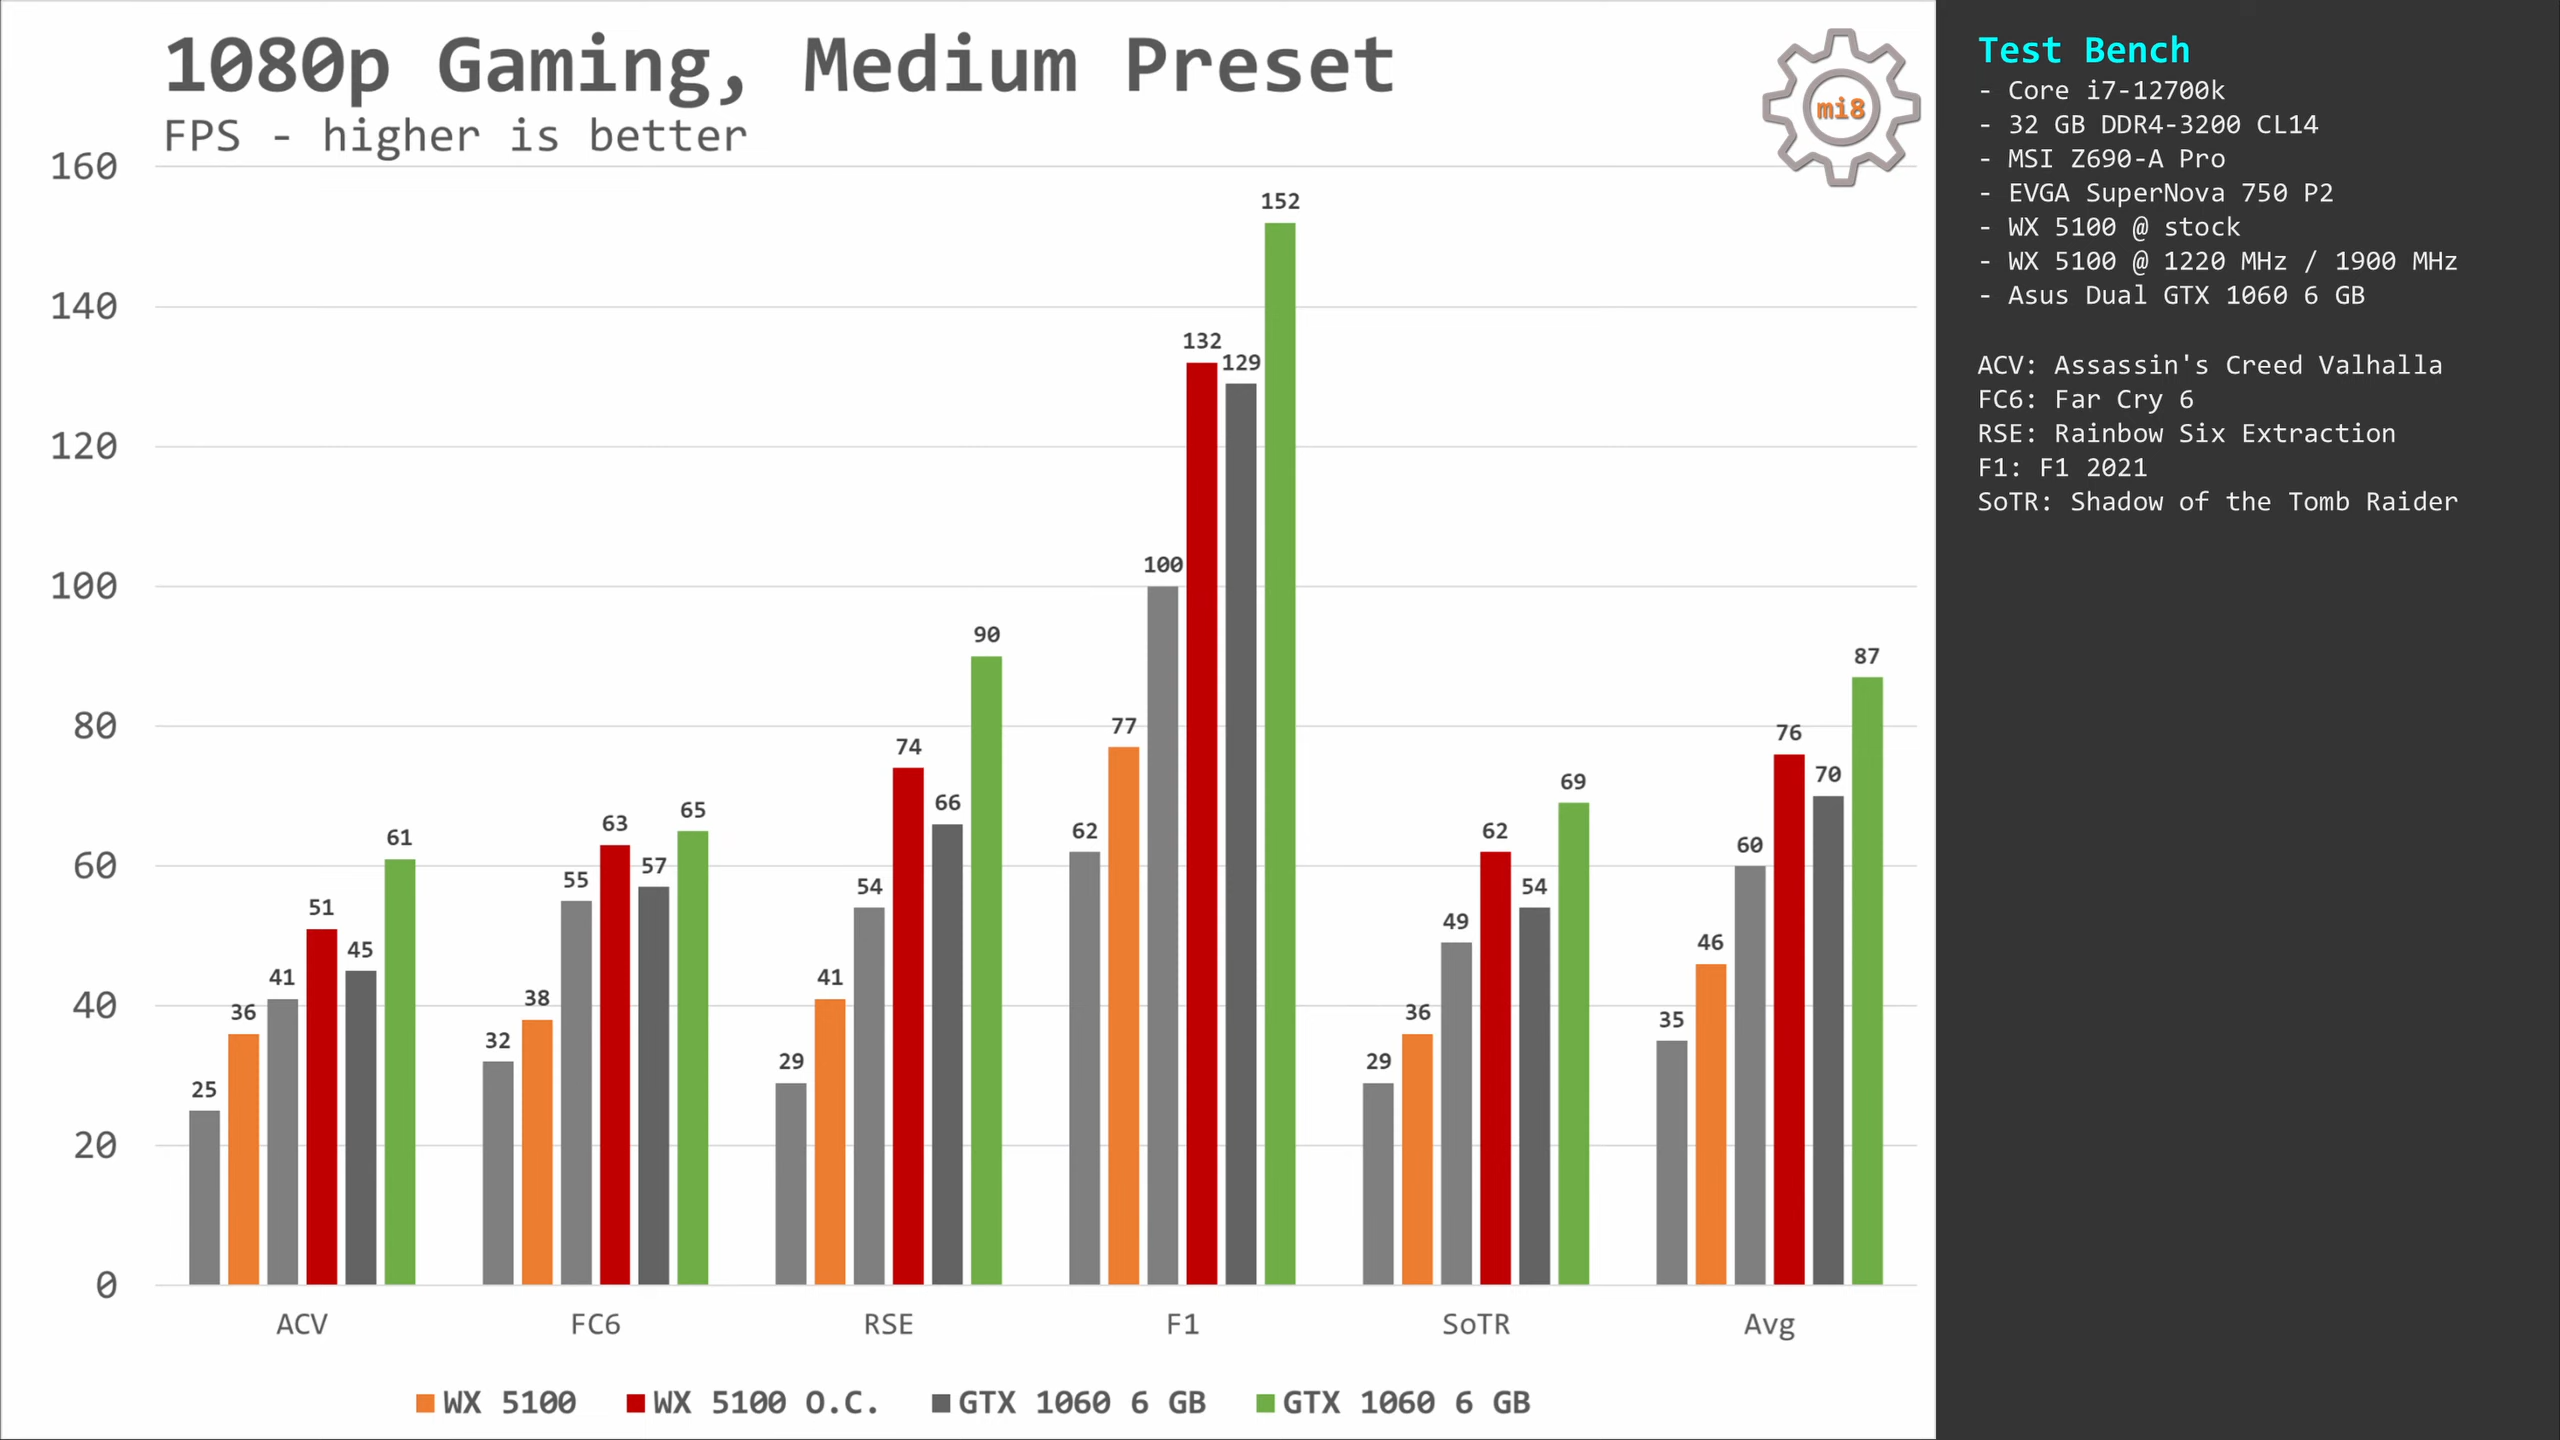 1080p Gaming, Medium Preset
FPS - higher is better
mi8
160
140
120
100
80
60
40
20
0
25
36
41
51
45
61
32
38
55
63
57
65
29
41
54
74
66
90
62
77
100
132
129
152
29
36
49
62
54
69
35
46
60
76
70
87
ACV FC6 RSE F1 SoTR Avg
WX 5100 WX 5100 O.C. GTX 1060 6 GB GTX 1060 6 GB
Test Bench
- Core i7-12700k
- 32 GB DDR4-3200 CL14
- MSI Z690-A Pro
- EVGA SuperNova 750 P2
- WX 5100 @ stock
- WX 5100 @ 1220 MHz / 1900 MHz
- Asus Dual GTX 1060 6 GB
ACV: Assassin's Creed Valhalla
FC6: Far Cry 6
RSE: Rainbow Six Extraction
F1: F1 2021
SoTR: Shadow of the Tomb Raider